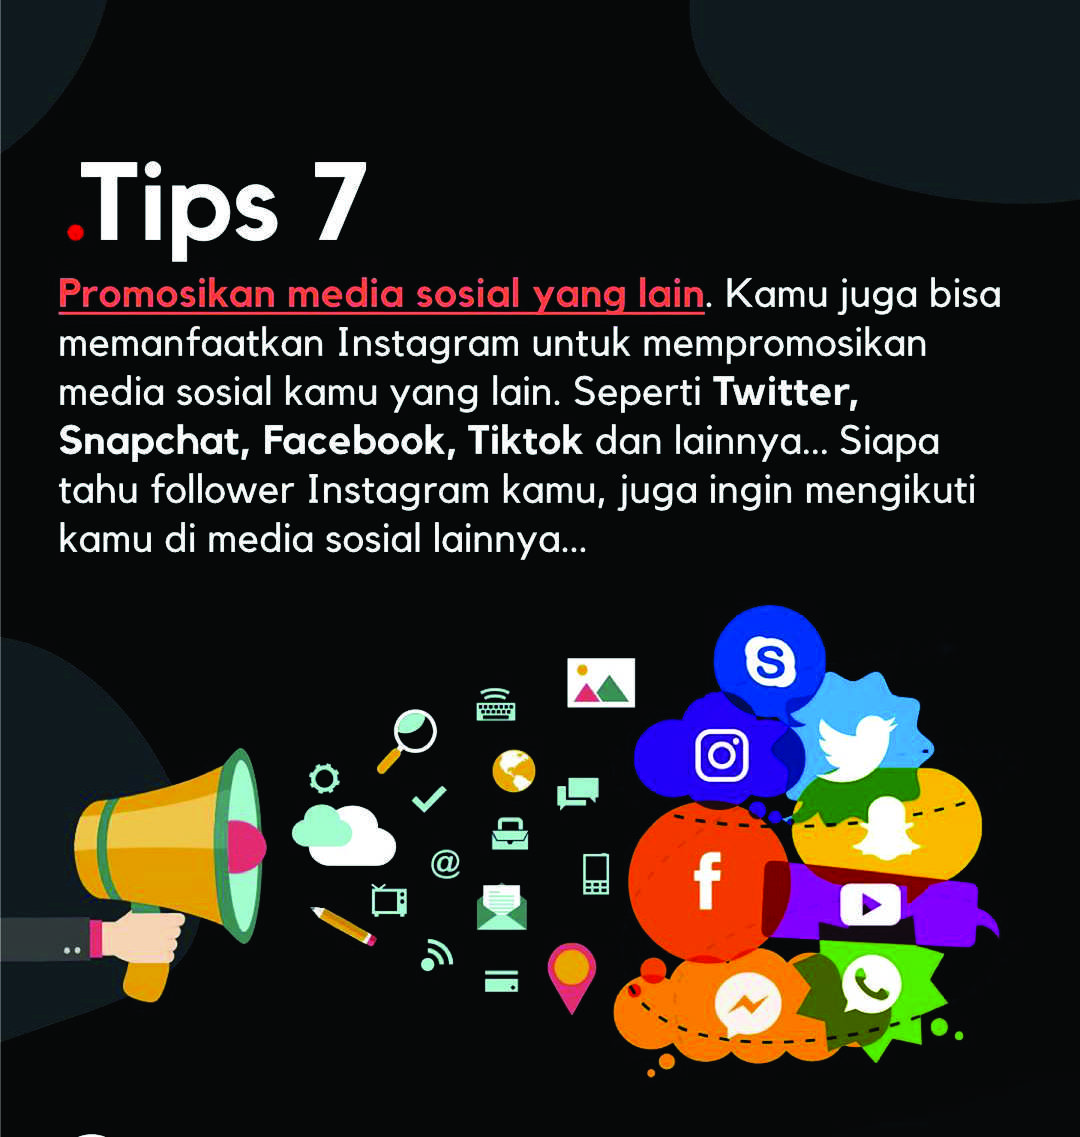 .Tips 7
Promosikan media sosial yang lain. Kamu juga bisa
memanfaatkan Instagram untuk mempromosikan
media sosial kamu yang lain. Seperti Twitter,
Snapchat, Facebook, Tiktok dan lainnya... Siapa
tahu follower Instagram kamu, juga ingin mengikuti
kamu di media sosial lainnya...